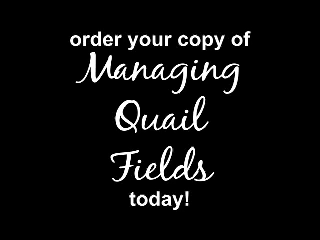 order your copy of
Managing
Quail
Fields
today!